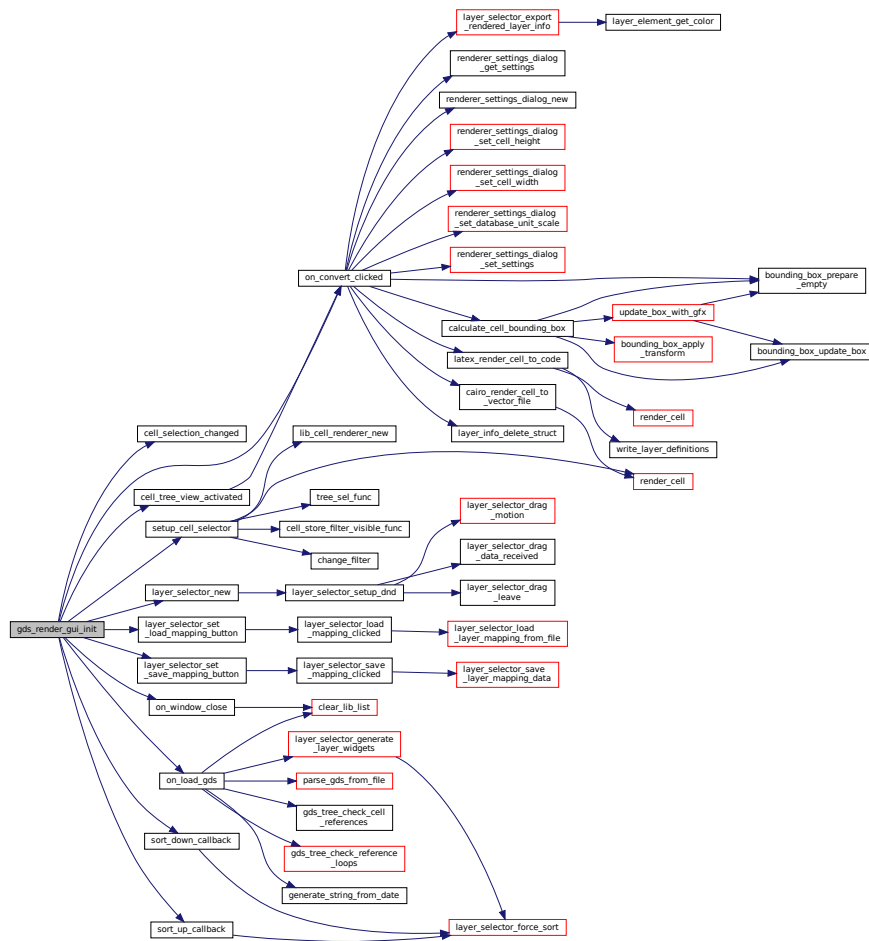 layer_selector_export
_rendered_layer_info
layer_element_get_color
renderer_settings_dialog
_get_settings
renderer_settings_dialog_new
renderer_settings_dialog
_set_cell_height
renderer_settings_dialog
_set_cell_width
renderer_settings_dialog
_set_database_unit_scale
renderer_settings_dialog
_set_settings
on_convert_clicked
bounding_box_prepare
_empty
update_box_with_gfx
calculate_cell_bounding_box
bounding_box_apply
_transform
bounding_box_update_box
latex_render_cell_to_code
cairo_render_cell_to
_vector_file
render_cell
layer_info_delete_struct
write_layer_definitions
render_cell
cell_selection_changed
lib_cell_renderer_new
cell_tree_view_activated
tree_sel_func
setup_cell_selector
cell_store_filter_visible_func
change_filter
layer_selector_drag
_motion
layer_selector_drag
_data_received
layer_selector_new
layer_selector_setup_dnd
layer_selector_drag
_leave
gds_render_gui_init
layer_selector_set
_load_mapping_button
layer_selector_load
_mapping_clicked
layer_selector_load
_layer_mapping_from_file
layer_selector_set
_save_mapping_button
layer_selector_save
_mapping_clicked
layer_selector_save
_layer_mapping_data
on_window_close
clear_lib_list
layer_selector_generate
_layer_widgets
on_load_gds
parse_gds_from_file
gds_tree_check_cell
_references
sort_down_callback
gds_tree_check_reference
_loops
generate_string_from_date
sort_up_callback
layer_selector_force_sort